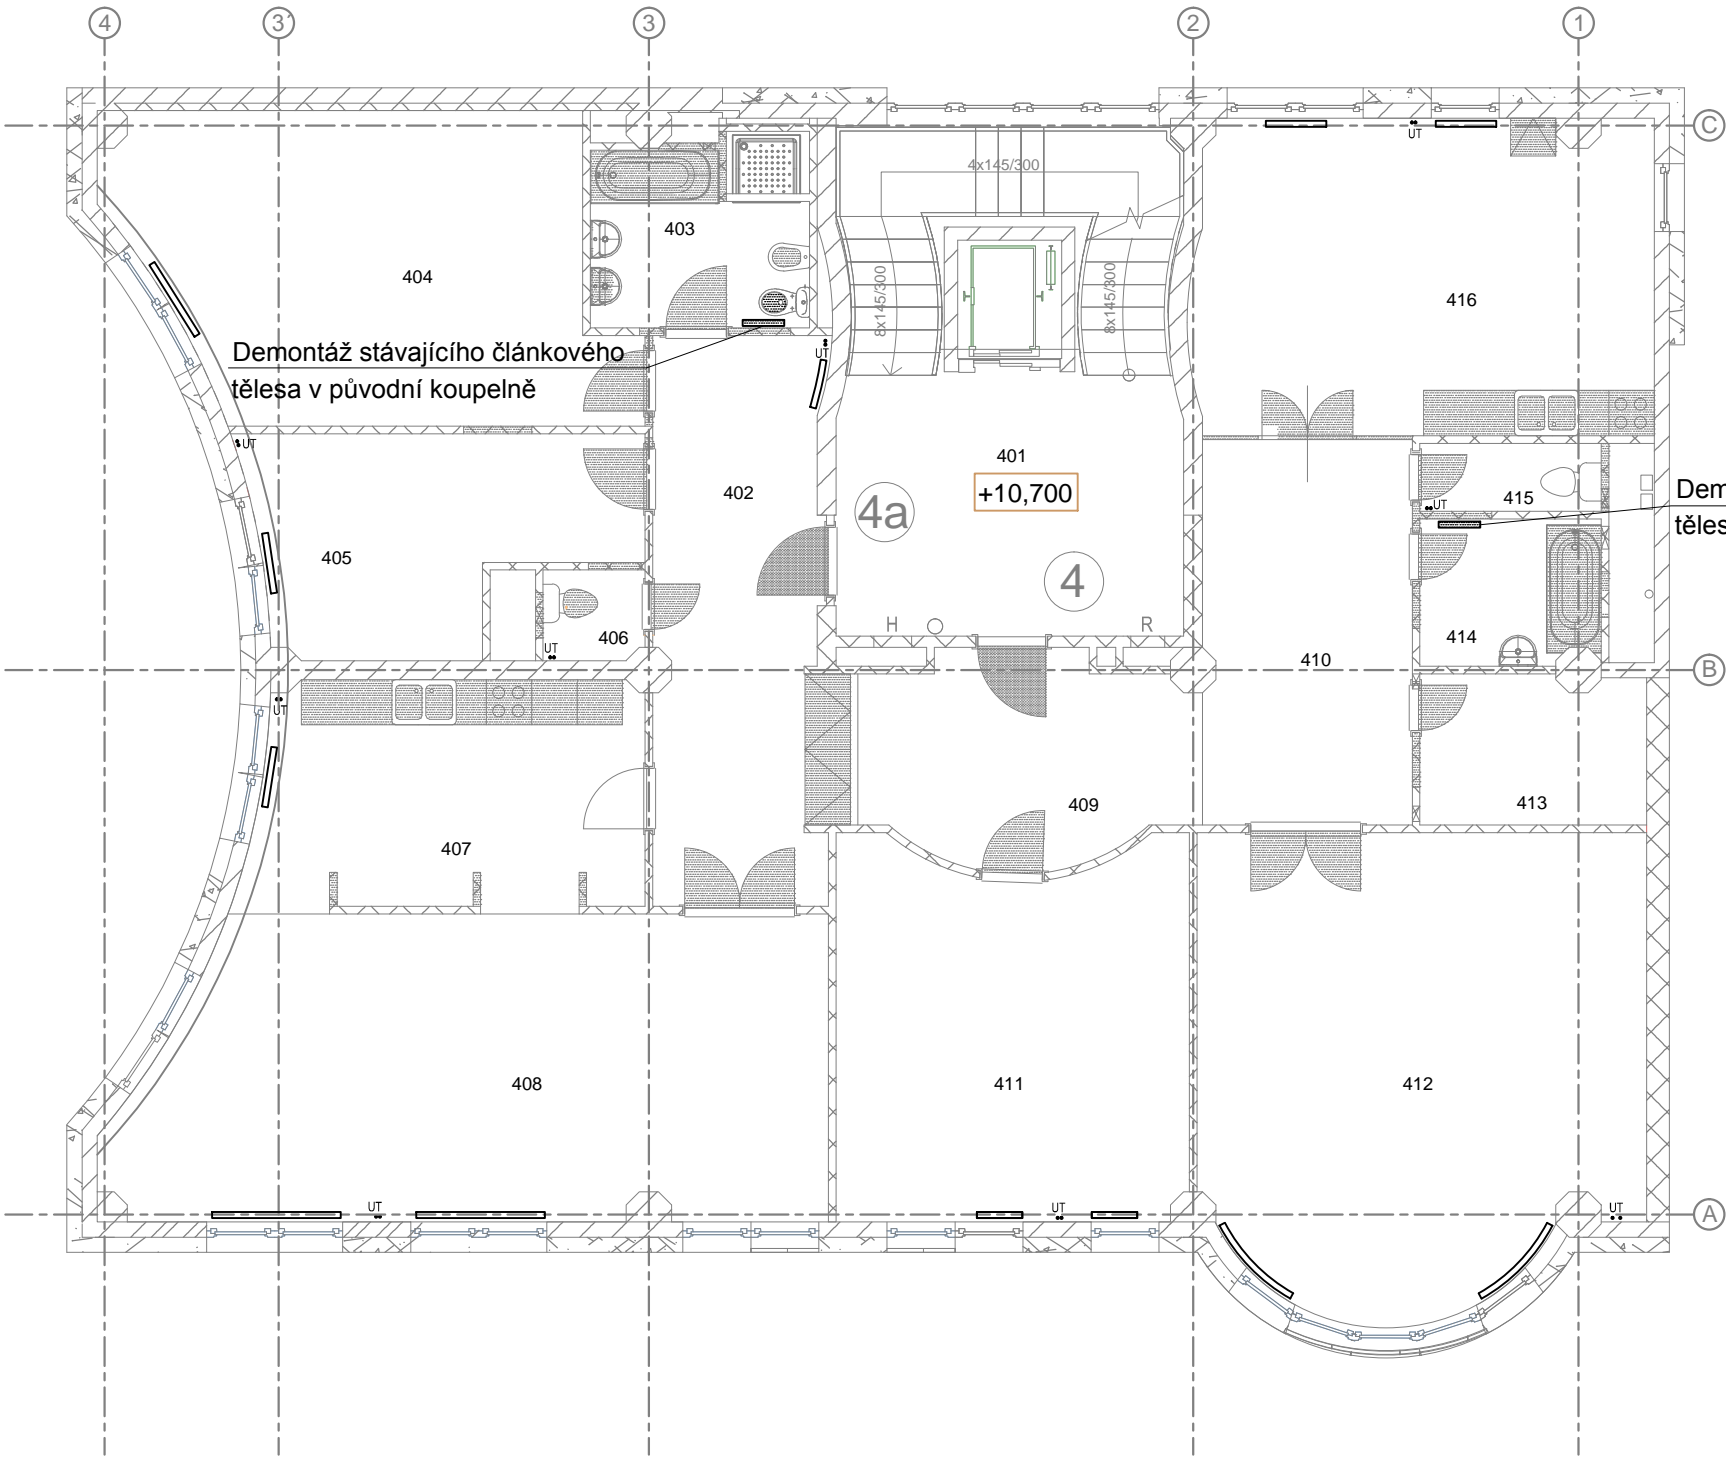 4
3´
3
2
1
C
4x145/300
UT
403
404
8x145/300
8x145/300
416
Demontáž stávajícího článkového
tělesa v původní koupelně
UT
UT
401
+10,700
402
4a
415
UT
Dem
těles
405
4
406
UT
H
R
414
410
B
UT
409
413
407
408
411
412
UT
UT
UT
A